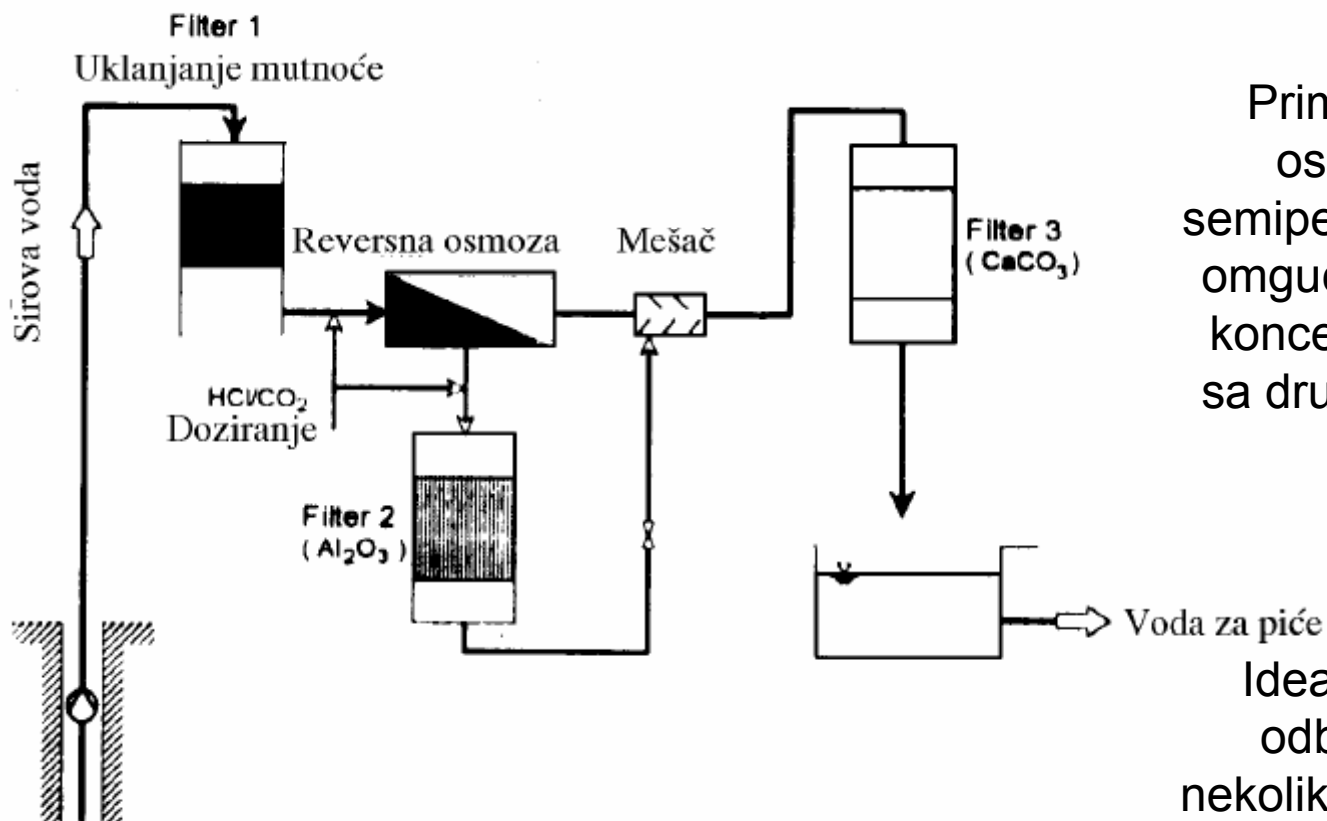 Filter 1
Uklanjanje mutnoće
Sirova voda
Reversna osmoza
Mešač
Filter 3
( CaCO₃ )
HCl/CO₂
Doziranje
Filter 2
( Al₂O₃ )
Voda za piće
Prin
os
semipe
omguć
konce
sa dru
Idea
odb
nekolik